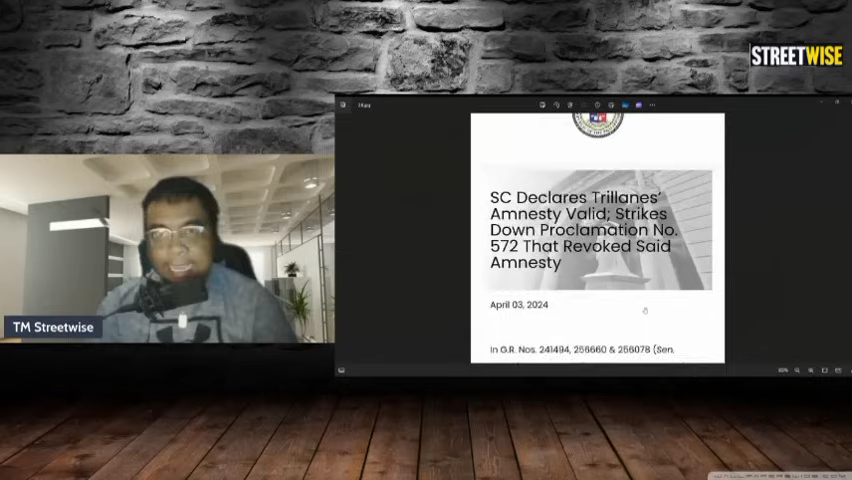 STREETWISE
SC Declares Trillanes'
Amnesty Valid; Strikes
Down Proclamation No.
572 That Revoked Said
Amnesty
April 03, 2024
In G.R. Nos. 241494, 256660 & 256078 (Sen.
TM Streetwise